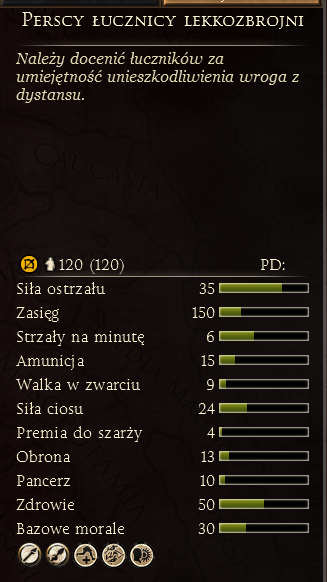 Perscy łucznicy lekkozbrojni
Należy docenić łuczników za
umiejętność unieszkodliwienia wroga z
dystansu.
CAUCASIA
120 (120) PD:
Siła ostrzału 35
Zasięg 150
Strzały na minutę 6
Amunicja 15
Walka w zwarciu 9
Siła ciosu 24
Premia do szarży 4
Obrona 13
Pancerz 10
Zdrowie 50
Bazowe morale 30